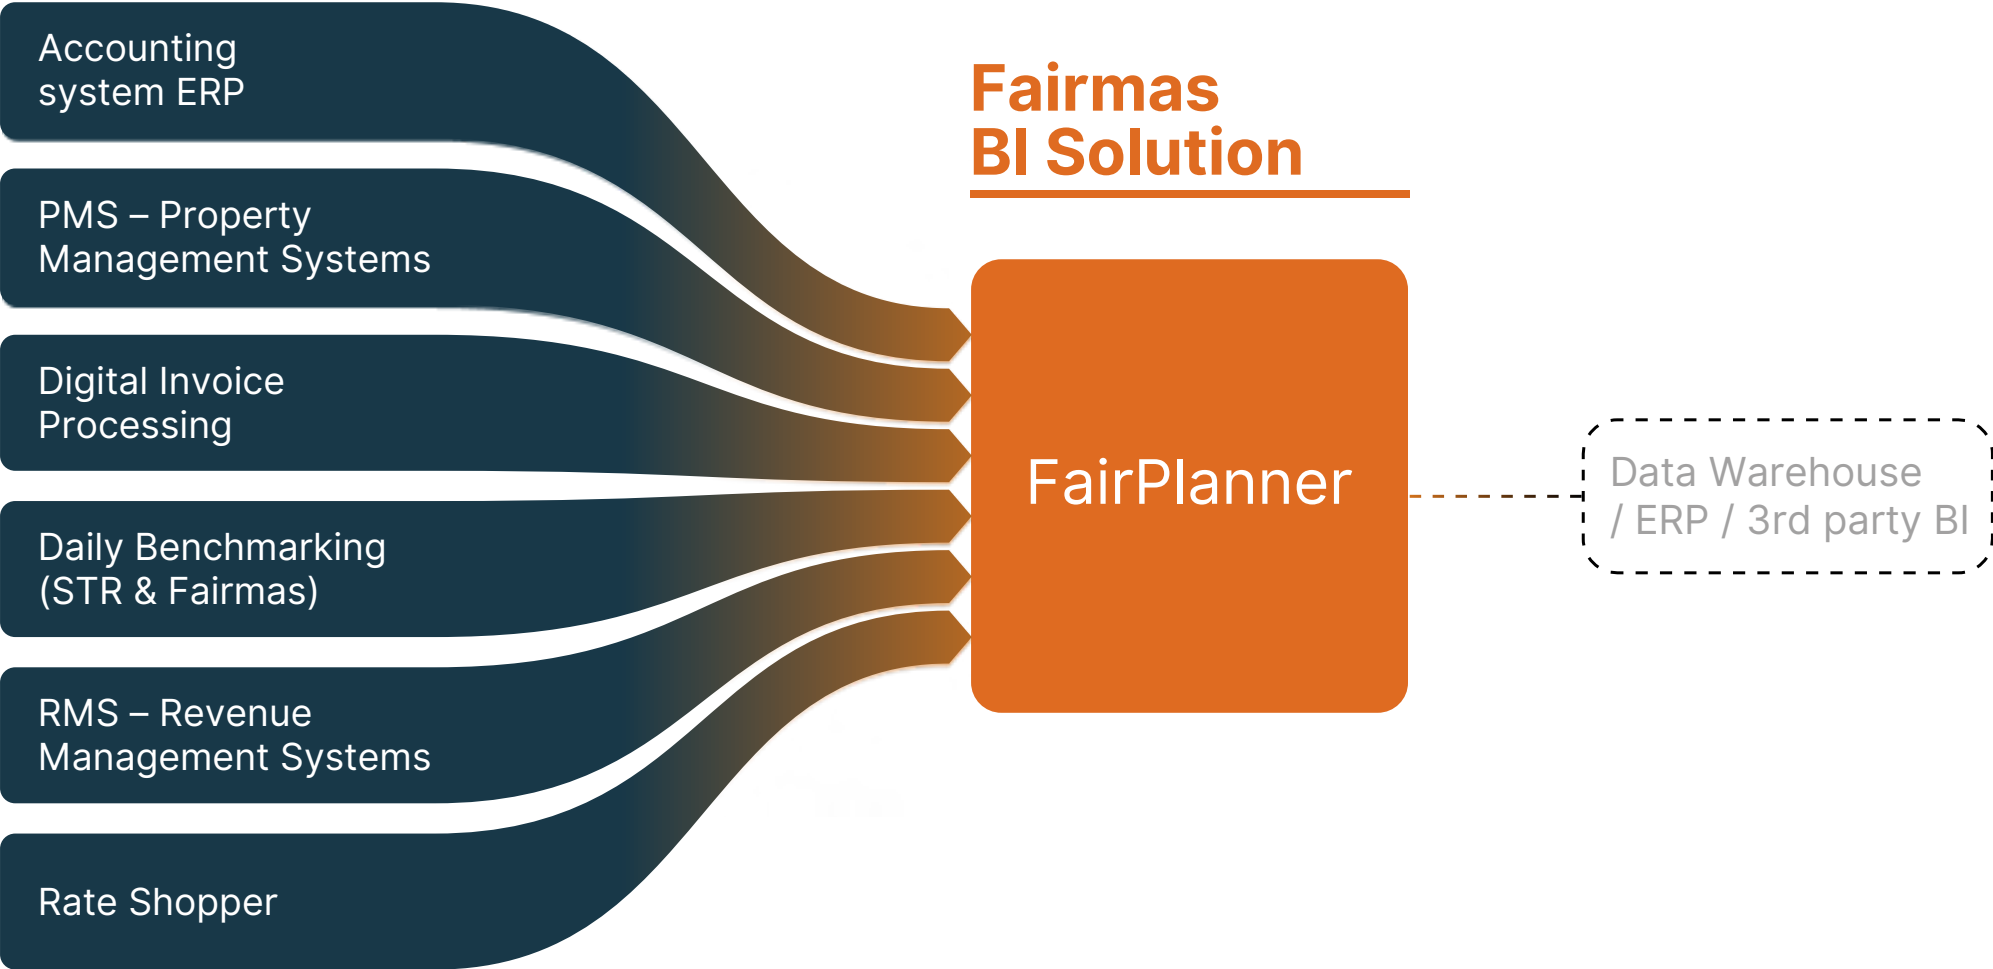 Accounting
system ERP
PMS – Property
Management Systems
Digital Invoice
Processing
Daily Benchmarking
(STR & Fairmas)
RMS – Revenue
Management Systems
Rate Shopper
Fairmas
BI Solution
FairPlanner
Data Warehouse
/ ERP / 3rd party BI